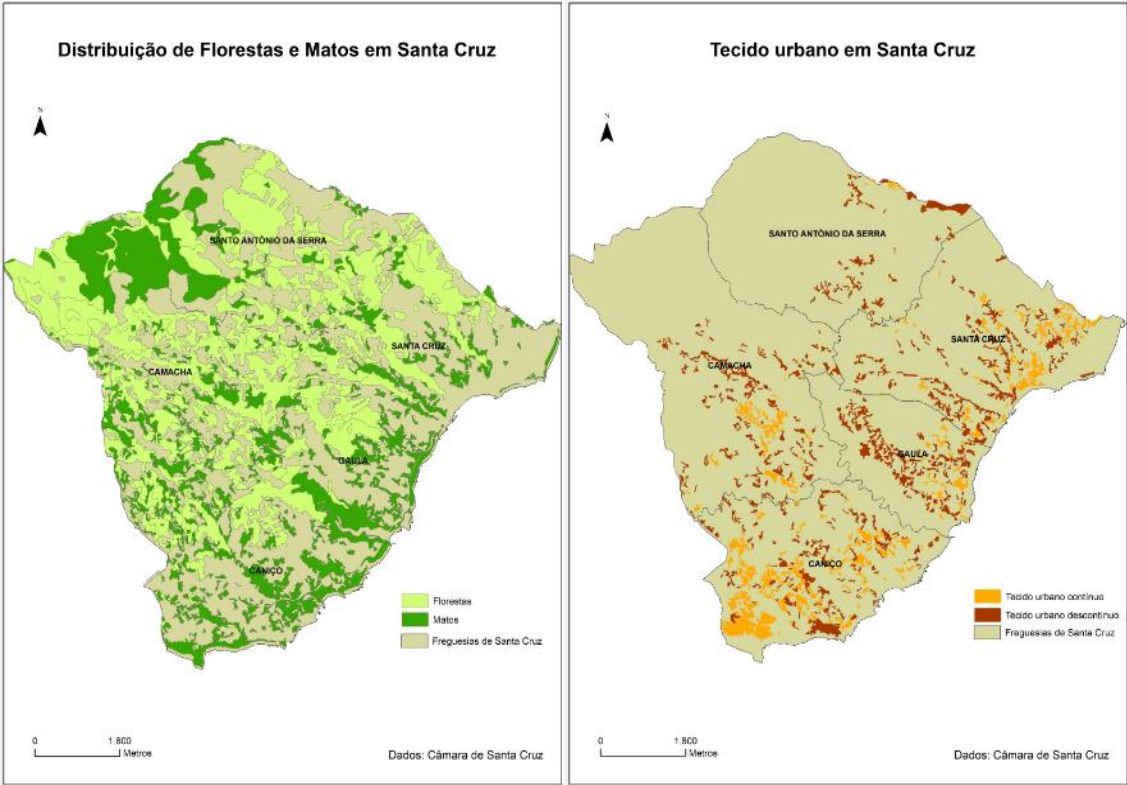 Distribuição de Florestas e Matos em Santa Cruz
N
SANTO ANTÓNIO DA SERRA
SANTA CRUZ
CAMACHA
GAULA
CANIÇO
Florestas
Matos
Freguesias de Santa Cruz
0 1.800
Metros
Dados: Câmara de Santa Cruz
Tecido urbano em Santa Cruz
N
SANTO ANTÓNIO DA SERRA
SANTA CRUZ
CAMACHA
GAULA
CANIÇO
Tecido urbano contínuo
Tecido urbano descontínuo
Freguesias de Santa Cruz
0 1.800
Metros
Dados: Câmara de Santa Cruz